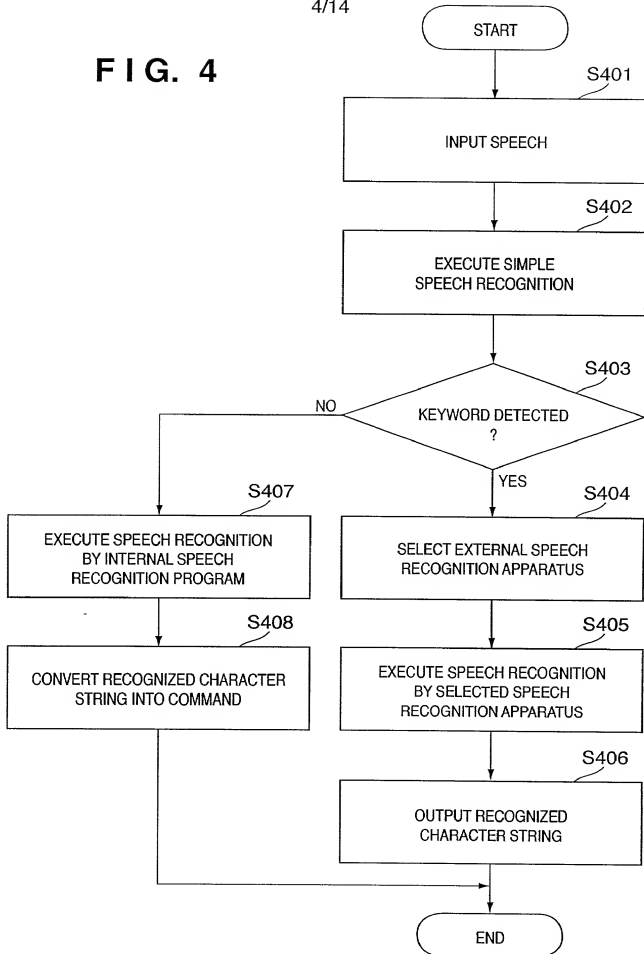 4/14
FIG. 4
START
S401
INPUT SPEECH
S402
EXECUTE SIMPLE
SPEECH RECOGNITION
S403
KEYWORD DETECTED
?
NO
YES
S407
EXECUTE SPEECH RECOGNITION
BY INTERNAL SPEECH
RECOGNITION PROGRAM
S404
SELECT EXTERNAL SPEECH
RECOGNITION APPARATUS
S408
CONVERT RECOGNIZED CHARACTER
STRING INTO COMMAND
S405
EXECUTE SPEECH RECOGNITION
BY SELECTED SPEECH
RECOGNITION APPARATUS
S406
OUTPUT RECOGNIZED
CHARACTER STRING
END